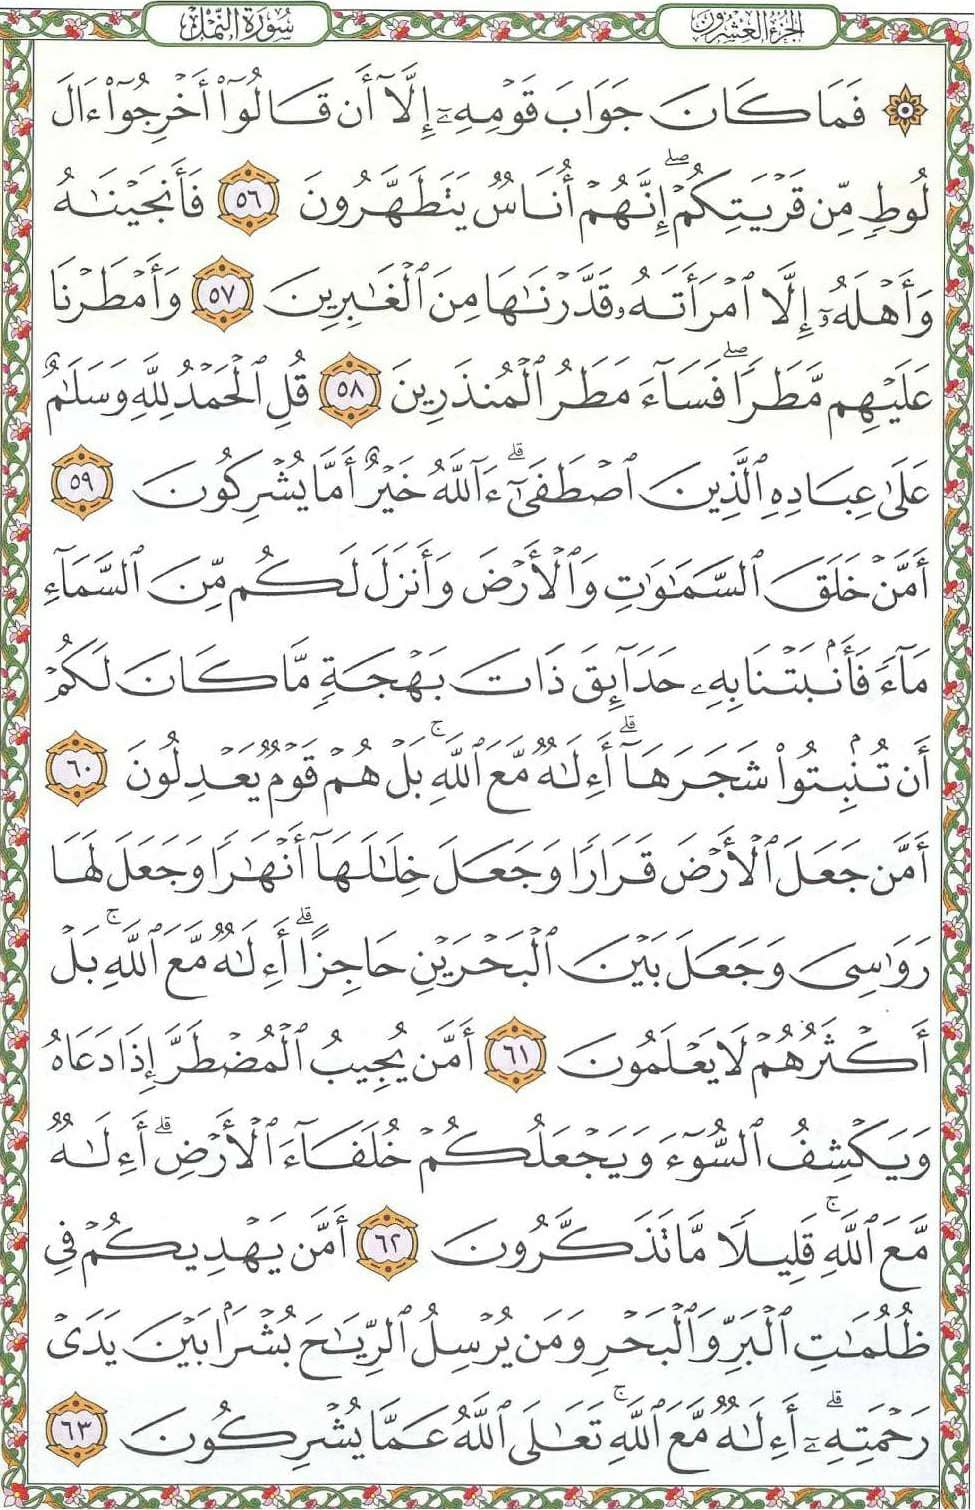 الجزء العشرون سورة النمل
۞ فَمَا كَانَ جَوَابَ قَوْمِهِۦٓ إِلَّآ أَن قَالُوٓا۟ أَخْرِجُوٓا۟ ءَالَ
لُوطٍ مِّن قَرْيَتِكُمْ ۖ إِنَّهُمْ أُنَاسٌ يَتَطَهَّرُونَ ٥٦ فَأَنجَيْنَٰهُ
وَأَهْلَهُۥٓ إِلَّا ٱمْرَأَتَهُۥ قَدَّرْنَٰهَا مِنَ ٱلْغَٰبِرِينَ ٥٧ وَأَمْطَرْنَا
عَلَيْهِم مَّطَرًا ۖ فَسَآءَ مَطَرُ ٱلْمُنذَرِينَ ٥٨ قُلِ ٱلْحَمْدُ لِلَّهِ وَسَلَٰمٌ
عَلَىٰ عِبَادِهِ ٱلَّذِينَ ٱصْطَفَىٰٓ ۗ ءَآللَّهُ خَيْرٌ أَمَّا يُشْرِكُونَ ٥٩
أَمَّنْ خَلَقَ ٱلسَّمَٰوَٰتِ وَٱلْأَرْضَ وَأَنزَلَ لَكُم مِّنَ ٱلسَّمَآءِ
مَآءً فَأَنۢبَتْنَا بِهِۦ حَدَآئِقَ ذَاتَ بَهْجَةٍ مَّا كَانَ لَكُمْ
أَن تُنۢبِتُوا۟ شَجَرَهَآ ۗ أَءِلَٰهٌ مَّعَ ٱللَّهِ ۚ بَلْ هُمْ قَوْمٌ يَعْدِلُونَ ٦٠
أَمَّن جَعَلَ ٱلْأَرْضَ قَرَارًا وَجَعَلَ خِلَٰلَهَآ أَنْهَٰرًا وَجَعَلَ لَهَا
رَوَٰسِىَ وَجَعَلَ بَيْنَ ٱلْبَحْرَيْنِ حَاجِزًا ۗ أَءِلَٰهٌ مَّعَ ٱللَّهِ ۚ بَلْ
أَكْثَرُهُمْ لَا يَعْلَمُونَ ٦١ أَمَّن يُجِيبُ ٱلْمُضْطَرَّ إِذَا دَعَاهُ
وَيَكْشِفُ ٱلسُّوٓءَ وَيَجْعَلُكُمْ خُلَفَآءَ ٱلْأَرْضِ ۗ أَءِلَٰهٌ
مَّعَ ٱللَّهِ ۚ قَلِيلًا مَّا تَذَكَّرُونَ ٦٢ أَمَّن يَهْدِيكُمْ فِى
ظُلُمَٰتِ ٱلْبَرِّ وَٱلْبَحْرِ وَمَن يُرْسِلُ ٱلرِّيَٰحَ بُشْرًۢا بَيْنَ يَدَىْ
رَحْمَتِهِۦٓ ۗ أَءِلَٰهٌ مَّعَ ٱللَّهِ ۚ تَعَٰلَى ٱللَّهُ عَمَّا يُشْرِكُونَ ٦٣